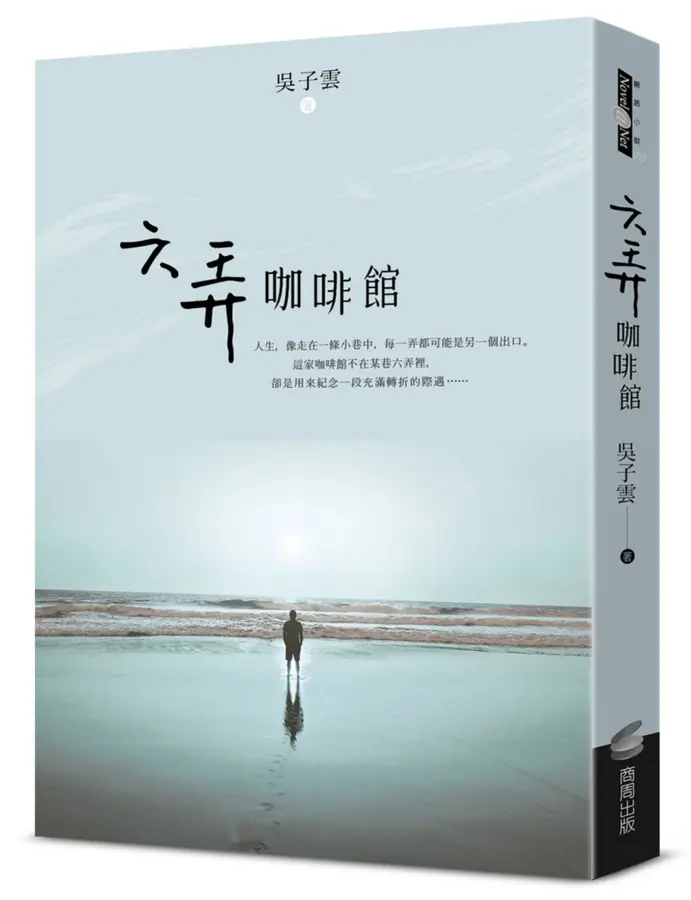 吳子雲
著
六弄
咖啡館
人生，像走在一條小巷中，每一弄都可能是另一個出口。
這家咖啡館不在某巷六弄裡，
卻是用來紀念一段充滿轉折的際遇……
網路小說
Novel@Net
六弄
咖啡館
吳子雲
著
商周出版